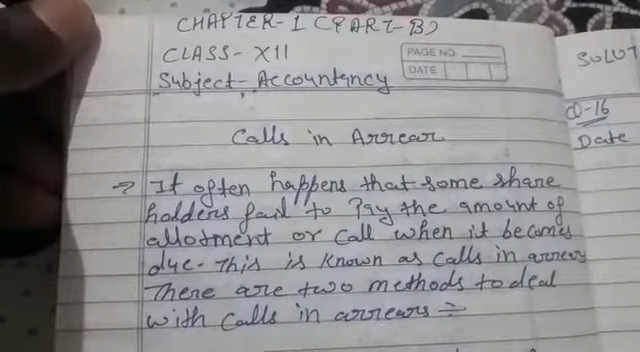 CHAPTER-1 (PART-B)
CLASS- XII
Subject- Accountancy
PAGE NO.
DATE
Calls in Arrear
→ It often happens that some share
holders fail to Pay the amount of
allotment or call when it becomes
due. This is known as calls in arrears
There are two methods to deal
with calls in arrears :-
SOLUT
Q-16
Date